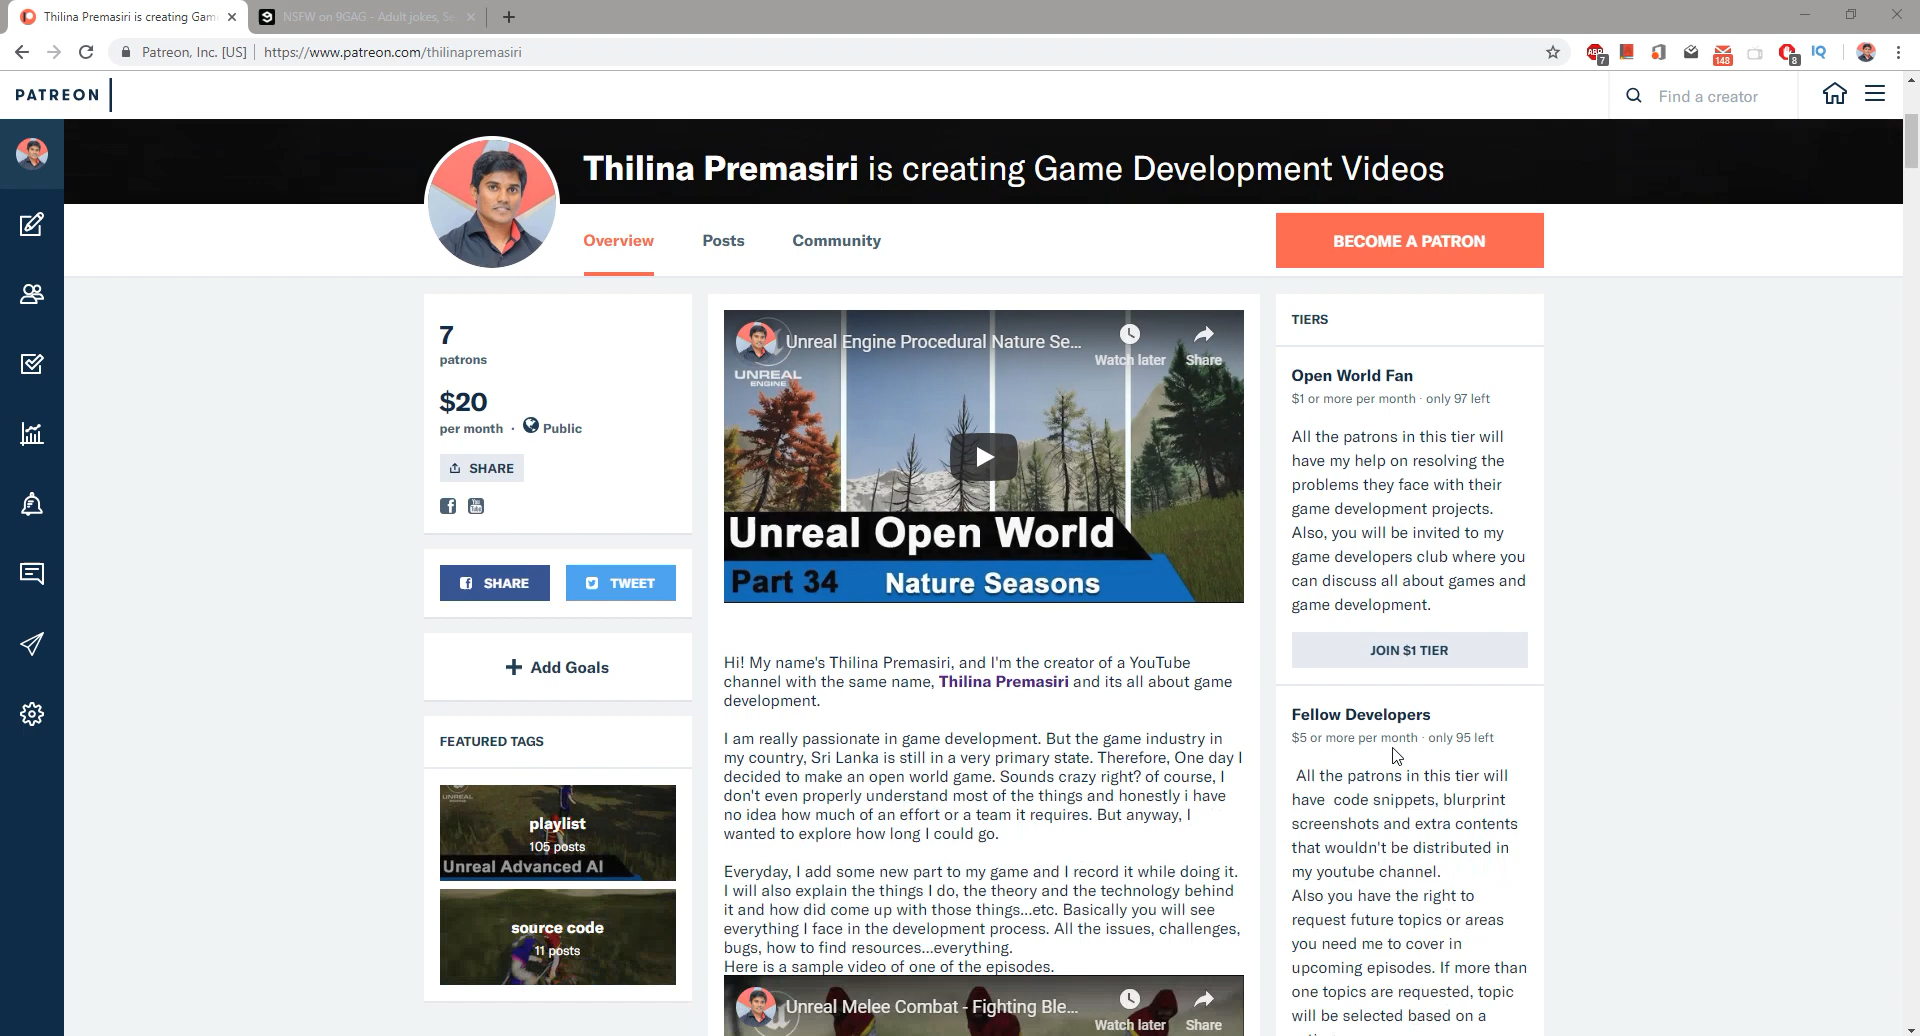 Thilina Premasiri is creating Gam
NSFW on 9GAG - Adult jokes, Se
Patreon, Inc. [US]
https://www.patreon.com/thilinapremasiri
ABP
7
148
8
IQ
PATREON
Find a creator
Thilina Premasiri is creating Game Development Videos
Overview
Posts
Community
BECOME A PATRON
7
patrons
$20
per month · Public
SHARE
SHARE
TWEET
+ Add Goals
FEATURED TAGS
UNREAL
playlist
105 posts
Unreal Advanced AI
source code
11 posts
Unreal Engine Procedural Nature Se...
Watch later
Share
UNREAL
ENGINE
Unreal Open World
Part 34 Nature Seasons
Hi! My name's Thilina Premasiri, and I'm the creator of a YouTube
channel with the same name, Thilina Premasiri and its all about game
development.
I am really passionate in game development. But the game industry in
my country, Sri Lanka is still in a very primary state. Therefore, One day I
decided to make an open world game. Sounds crazy right? of course, I
don't even properly understand most of the things and honestly i have
no idea how much of an effort or a team it requires. But anyway, I
wanted to explore how long I could go.
Everyday, I add some new part to my game and I record it while doing it.
I will also explain the things I do, the theory and the technology behind
it and how did come up with those things...etc. Basically you will see
everything I face in the development process. All the issues, challenges,
bugs, how to find resources...everything.
Here is a sample video of one of the episodes.
Unreal Melee Combat - Fighting Ble...
Watch later
Share
TIERS
Open World Fan
$1 or more per month · only 97 left
All the patrons in this tier will
have my help on resolving the
problems they face with their
game development projects.
Also, you will be invited to my
game developers club where you
can discuss all about games and
game development.
JOIN $1 TIER
Fellow Developers
$5 or more per month · only 95 left
All the patrons in this tier will
have code snippets, blurprint
screenshots and extra contents
that wouldn't be distributed in
my youtube channel.
Also you have the right to
request future topics or areas
you need me to cover in
upcoming episodes. If more than
one topics are requested, topic
will be selected based on a